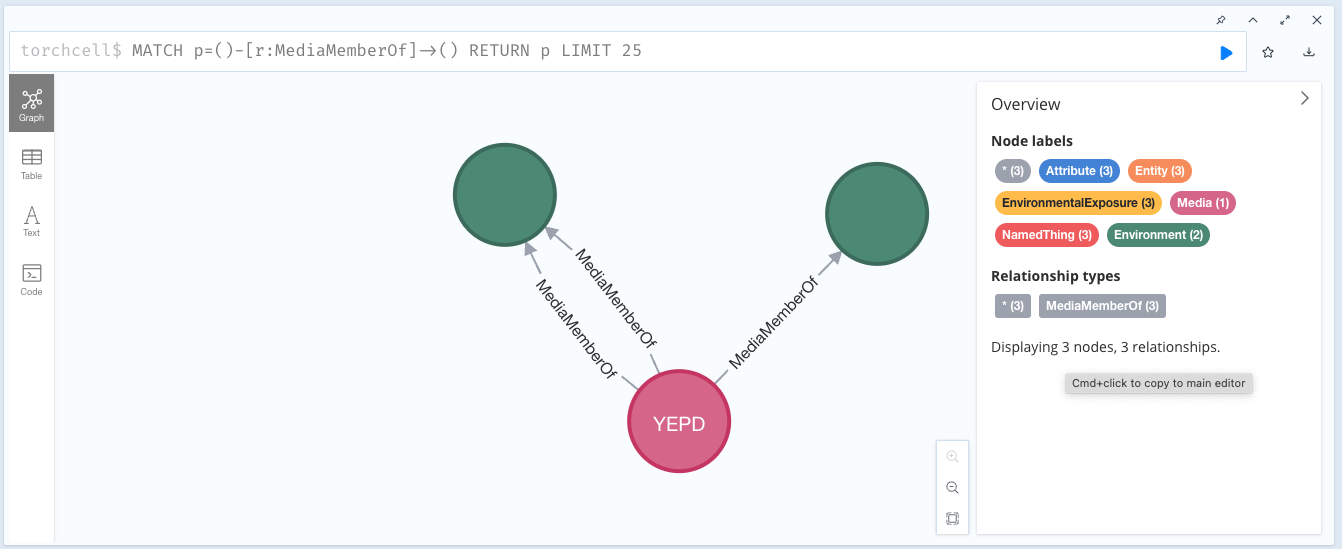 torchcell$ MATCH p=()-[r:MediaMemberOf]->() RETURN p LIMIT 25
Graph
Table
A
Text
Code
MediaMemberOf
MediaMemberOf
MediaMemberOf
YEPD
Overview
Node labels
* (3) Attribute (3) Entity (3)
EnvironmentalExposure (3) Media (1)
NamedThing (3) Environment (2)
Relationship types
* (3) MediaMemberOf (3)
Displaying 3 nodes, 3 relationships.
Cmd+click to copy to main editor